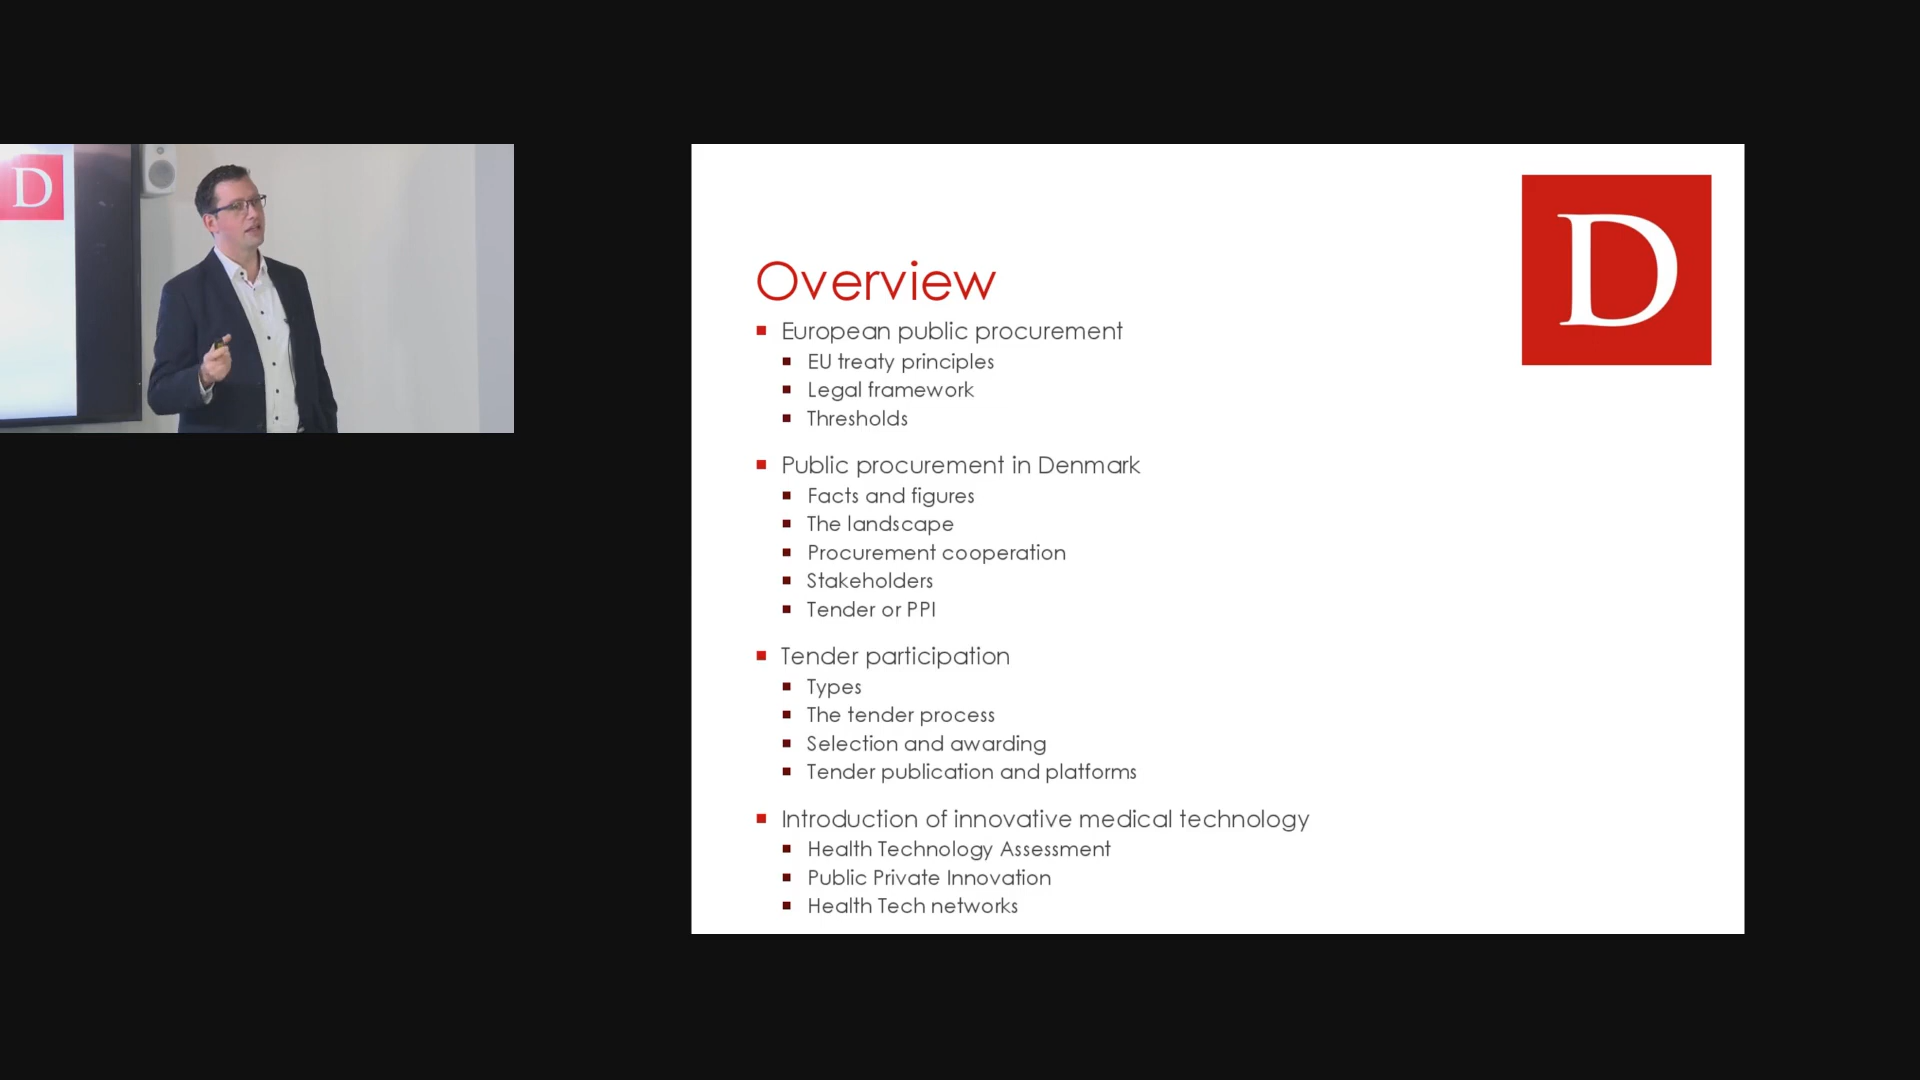 D
D
Overview
European public procurement
EU treaty principles
Legal framework
Thresholds
Public procurement in Denmark
Facts and figures
The landscape
Procurement cooperation
Stakeholders
Tender or PPI
Tender participation
Types
The tender process
Selection and awarding
Tender publication and platforms
Introduction of innovative medical technology
Health Technology Assessment
Public Private Innovation
Health Tech networks